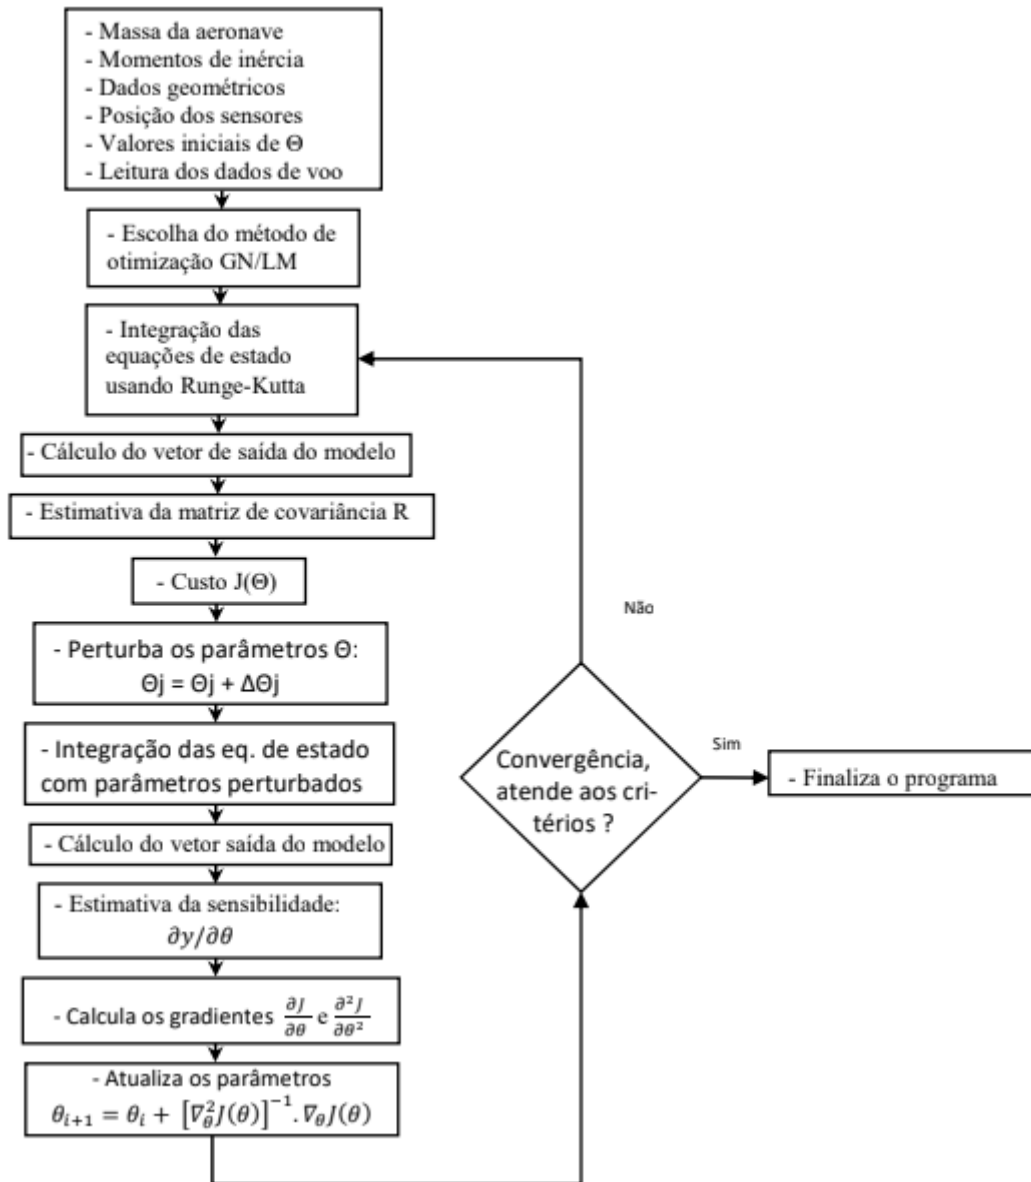 - Massa da aeronave
- Momentos de inércia
- Dados geométricos
- Posição dos sensores
- Valores iniciais de Θ
- Leitura dos dados de voo
- Escolha do método de
otimização GN/LM
- Integração das
equações de estado
usando Runge-Kutta
- Cálculo do vetor de saída do modelo
- Estimativa da matriz de covariância R
- Custo J(Θ)
- Perturba os parâmetros Θ:
Θj = Θj + ΔΘj
- Integração das eq. de estado
com parâmetros perturbados
- Cálculo do vetor saída do modelo
- Estimativa da sensibilidade:
∂y/∂θ
- Calcula os gradientes ∂J/∂θ e ∂²J/∂θ²
- Atualiza os parâmetros
θᵢ₊₁ = θᵢ + [∇²_θ J(θ)]⁻¹. ∇_θ J(θ)
Não
Convergência,
atende aos cri-
térios ?
Sim
- Finaliza o programa